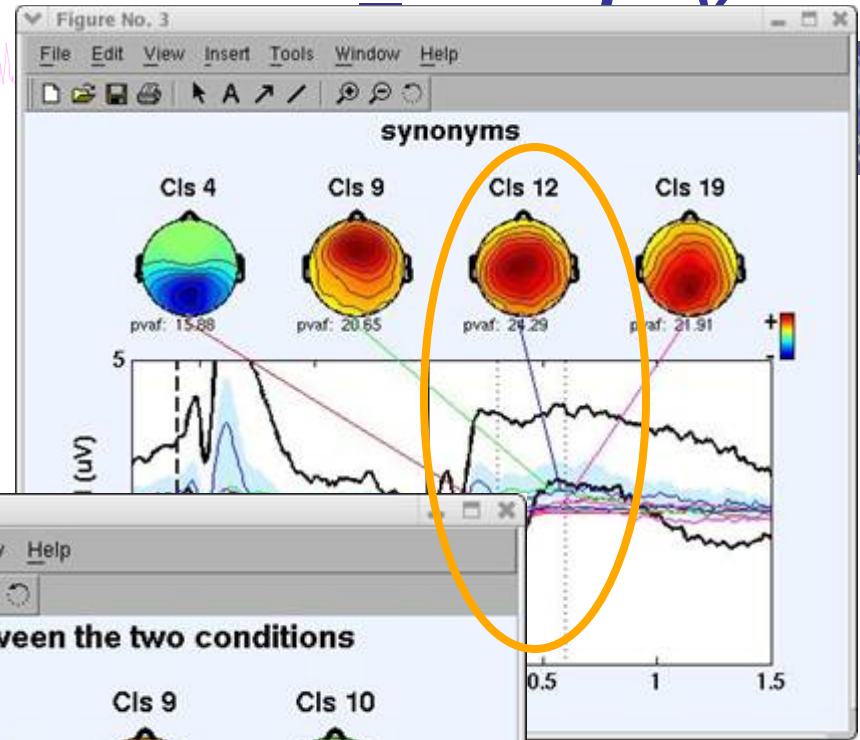 Figure No. 3
File Edit View Insert Tools Window Help
synonyms
Cls 4 Cls 9 Cls 12 Cls 19
pvaf: 15.88 pvaf: 20.65 pvaf: 24.29 pvaf: 21.91
+
-
5
(uV)
0.5 1 1.5
Help
ween the two conditions
Cls 9 Cls 10